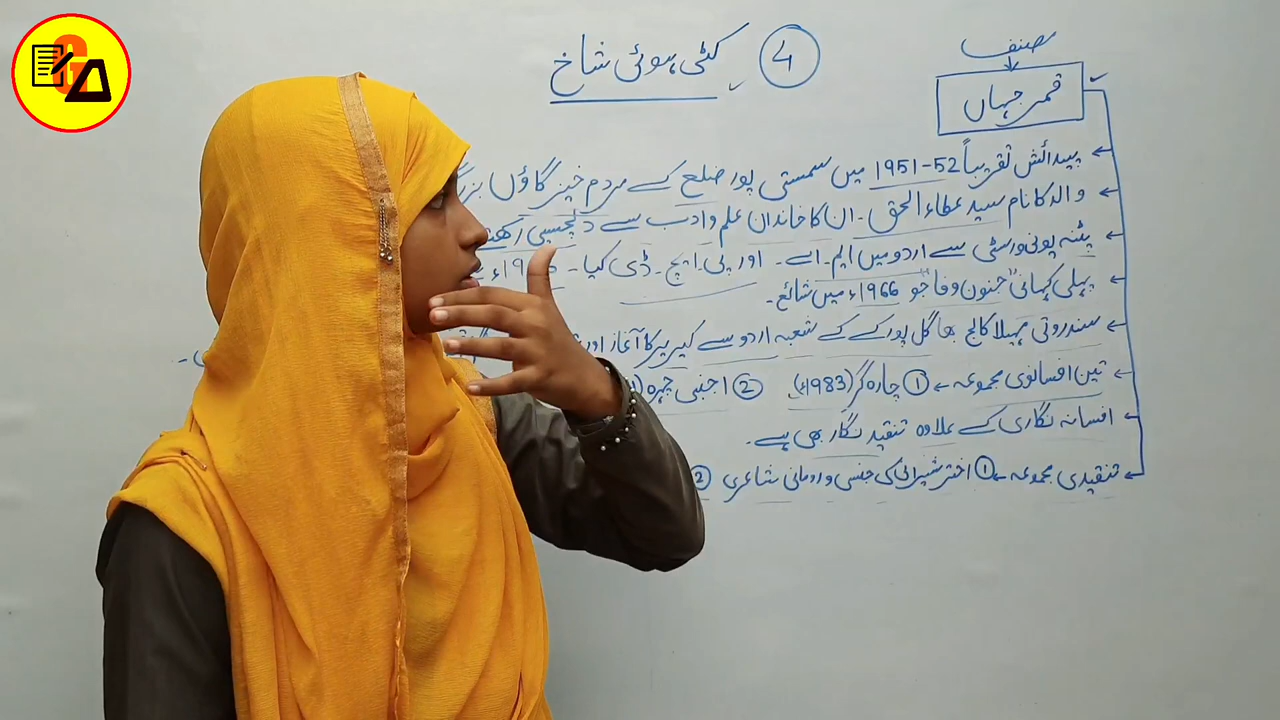 مصنف
④ کٹی ہوئی شاخ
قمر جہاں
پیدائش تقریباً 52-1951 میں سمستی پور ضلع کے مردم خیز گاؤں
والد کا نام سید عطاء الحق ۔ ان کا خاندان علم و ادب سے دلچسپی
پٹنہ یونیورسٹی سے اردو میں ایم۔اے۔ اور پی۔ایچ۔ڈی کیا۔
پہلی کہانی "جنون وفا" جو 1966ء میں شائع۔
سندروتی مہیلا کالج بھاگل پور کے شعبہ اردو سے کیریر کا آغاز اور
تین افسانوی مجموعہ ← ① چارہ گر (1983ء) ② اجنبی چہرہ
افسانہ نگاری کے علاوہ تنقید نگار بھی ہے۔
تنقیدی مجموعہ ← ① اختر شیرانی کی جنسی و رومانی شاعری ②